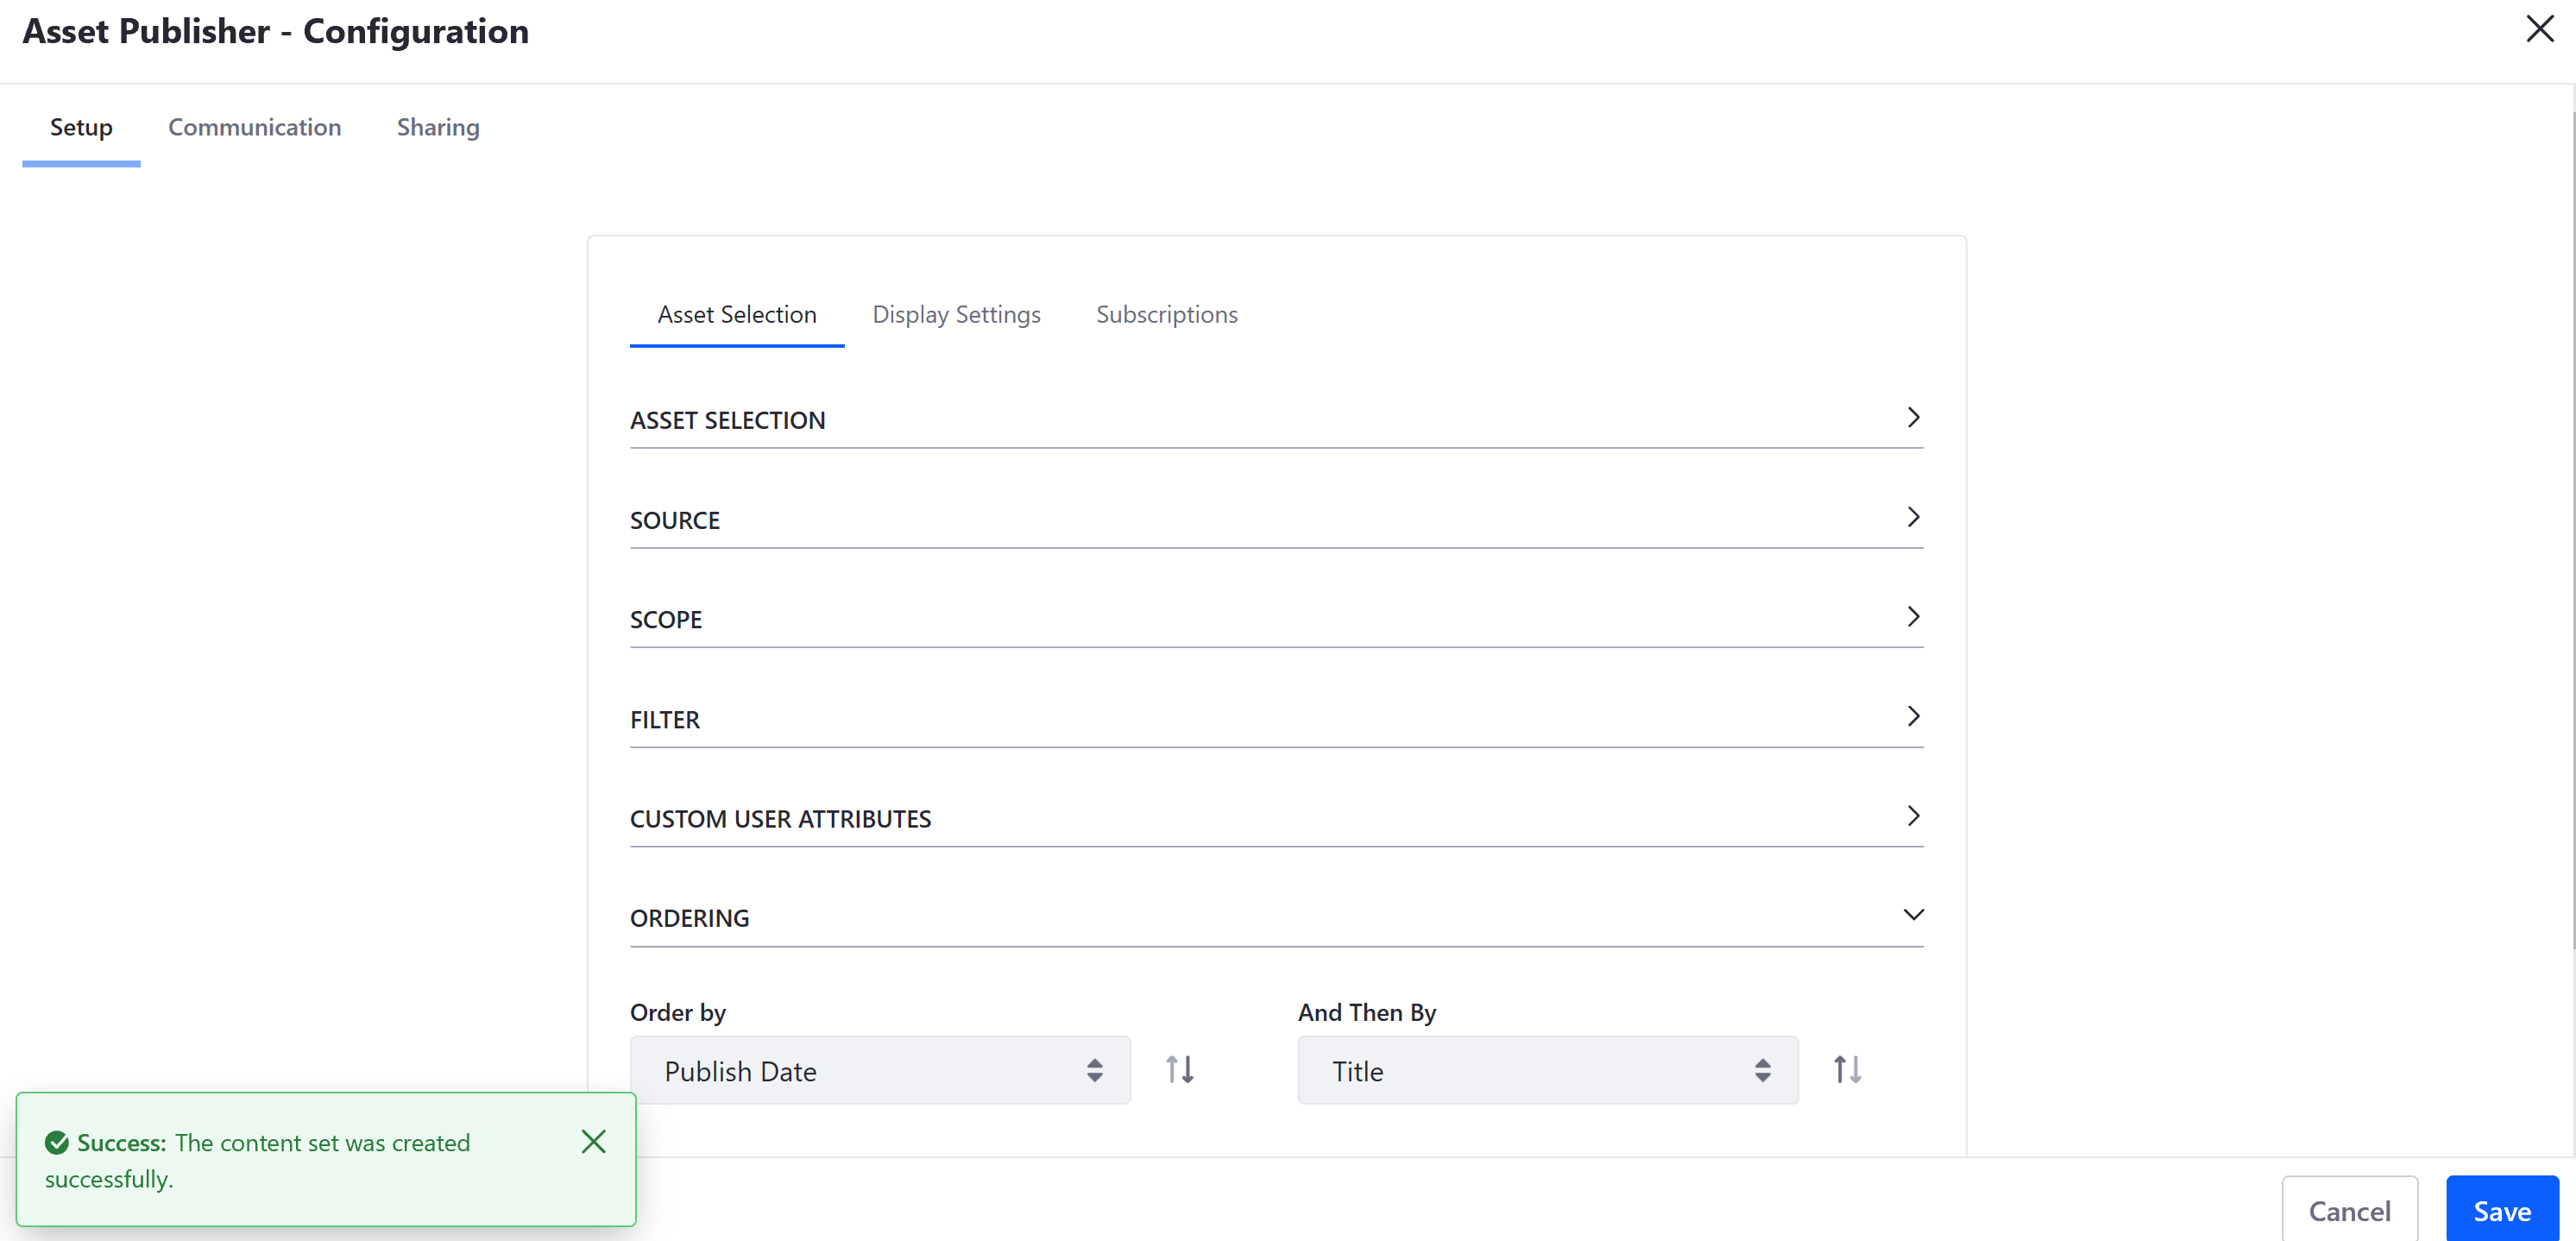 Asset Publisher - Configuration
Setup Communication Sharing
Asset Selection Display Settings Subscriptions
ASSET SELECTION
SOURCE
SCOPE
FILTER
CUSTOM USER ATTRIBUTES
ORDERING
Order by And Then By
Publish Date Title
Success: The content set was created
successfully.
Cancel Save